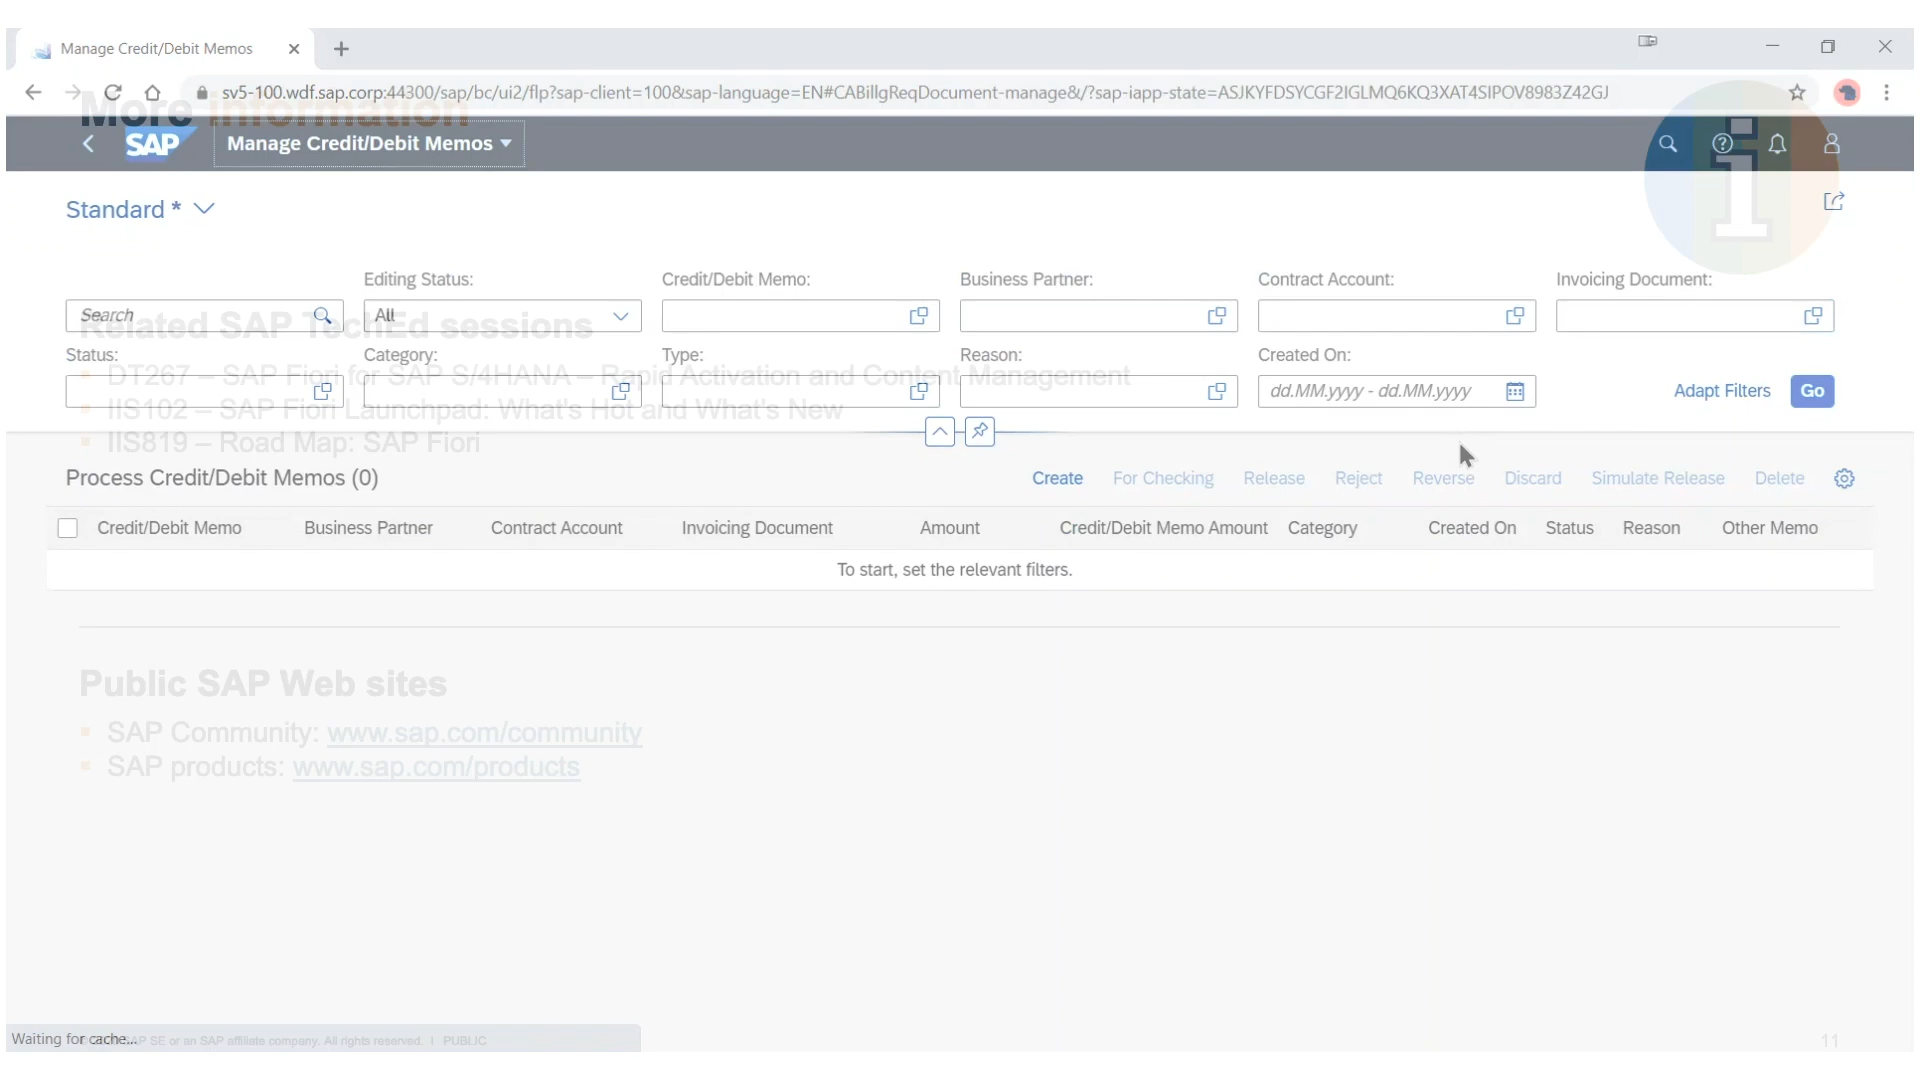 Manage Credit/Debit Memos
sv5-100.wdf.sap.corp:44300/sap/bc/ui2/flp?sap-client=100&sap-language=EN#CABillgReqDocument-manage&/?sap-iapp-state=ASJKYFDSYCGF2IGLMQ6KQ3XAT4SIPOV8983Z42GJ
More information
SAP Manage Credit/Debit Memos
Standard *
Editing Status: Credit/Debit Memo: Business Partner: Contract Account: Invoicing Document:
Search All
Related SAP TechEd sessions
Status: Category: Type: Reason: Created On:
DT267 – SAP Fiori for SAP S/4HANA – Rapid Activation and Content Management
dd.MM.yyyy - dd.MM.yyyy Adapt Filters Go
IIS102 – SAP Fiori Launchpad: What's Hot and What's New
IIS819 – Road Map: SAP Fiori
Process Credit/Debit Memos (0) Create For Checking Release Reject Reverse Discard Simulate Release Delete
Credit/Debit Memo Business Partner Contract Account Invoicing Document Amount Credit/Debit Memo Amount Category Created On Status Reason Other Memo
To start, set the relevant filters.
Public SAP Web sites
SAP Community: www.sap.com/community
SAP products: www.sap.com/products
Waiting for cache...
SAP SE or an SAP affiliate company. All rights reserved. | PUBLIC
11